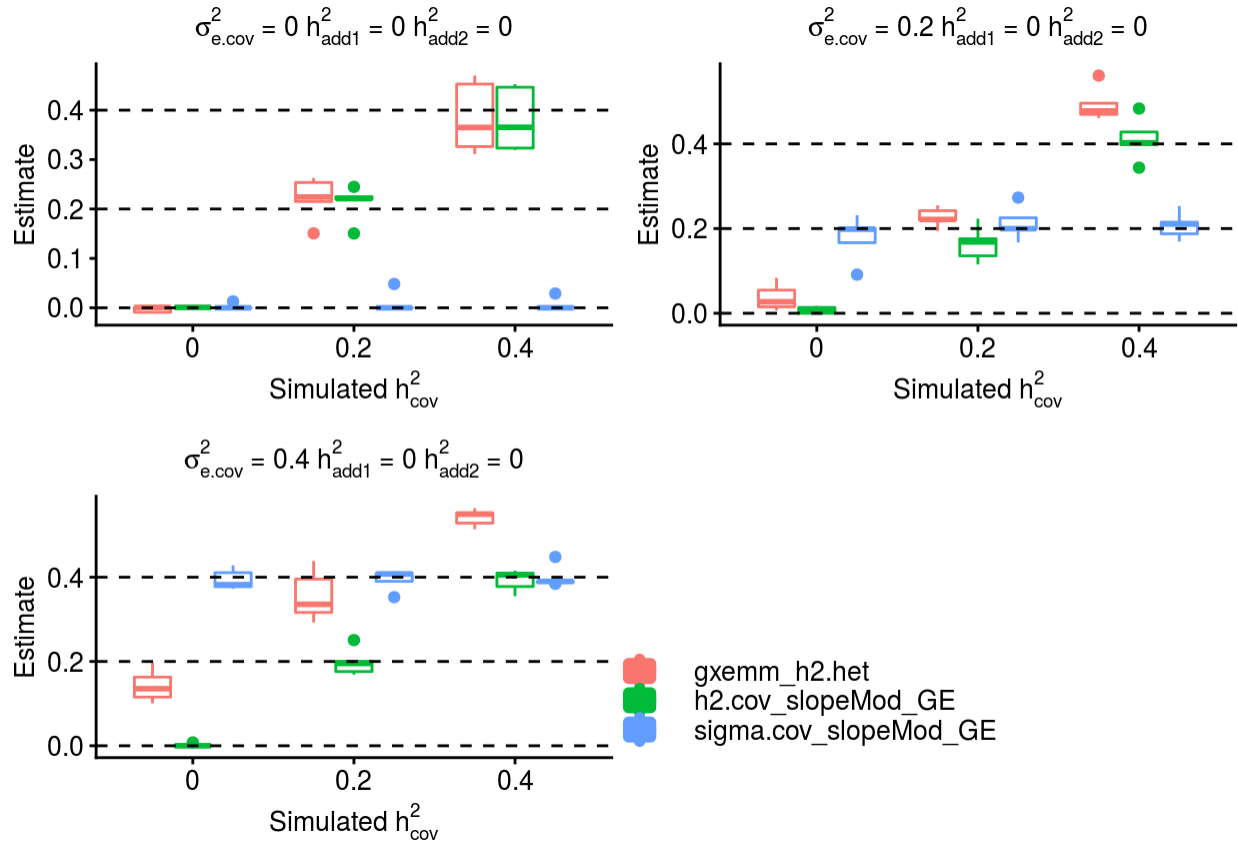 σ²e.cov = 0 h²add1 = 0 h²add2 = 0
Estimate
0.4
0.3
0.2
0.1
0.0
0 0.2 0.4
Simulated h²cov
σ²e.cov = 0.2 h²add1 = 0 h²add2 = 0
Estimate
0.4
0.2
0.0
0 0.2 0.4
Simulated h²cov
σ²e.cov = 0.4 h²add1 = 0 h²add2 = 0
Estimate
0.4
0.2
0.0
0 0.2 0.4
Simulated h²cov
gxemm_h2.het
h2.cov_slopeMod_GE
sigma.cov_slopeMod_GE